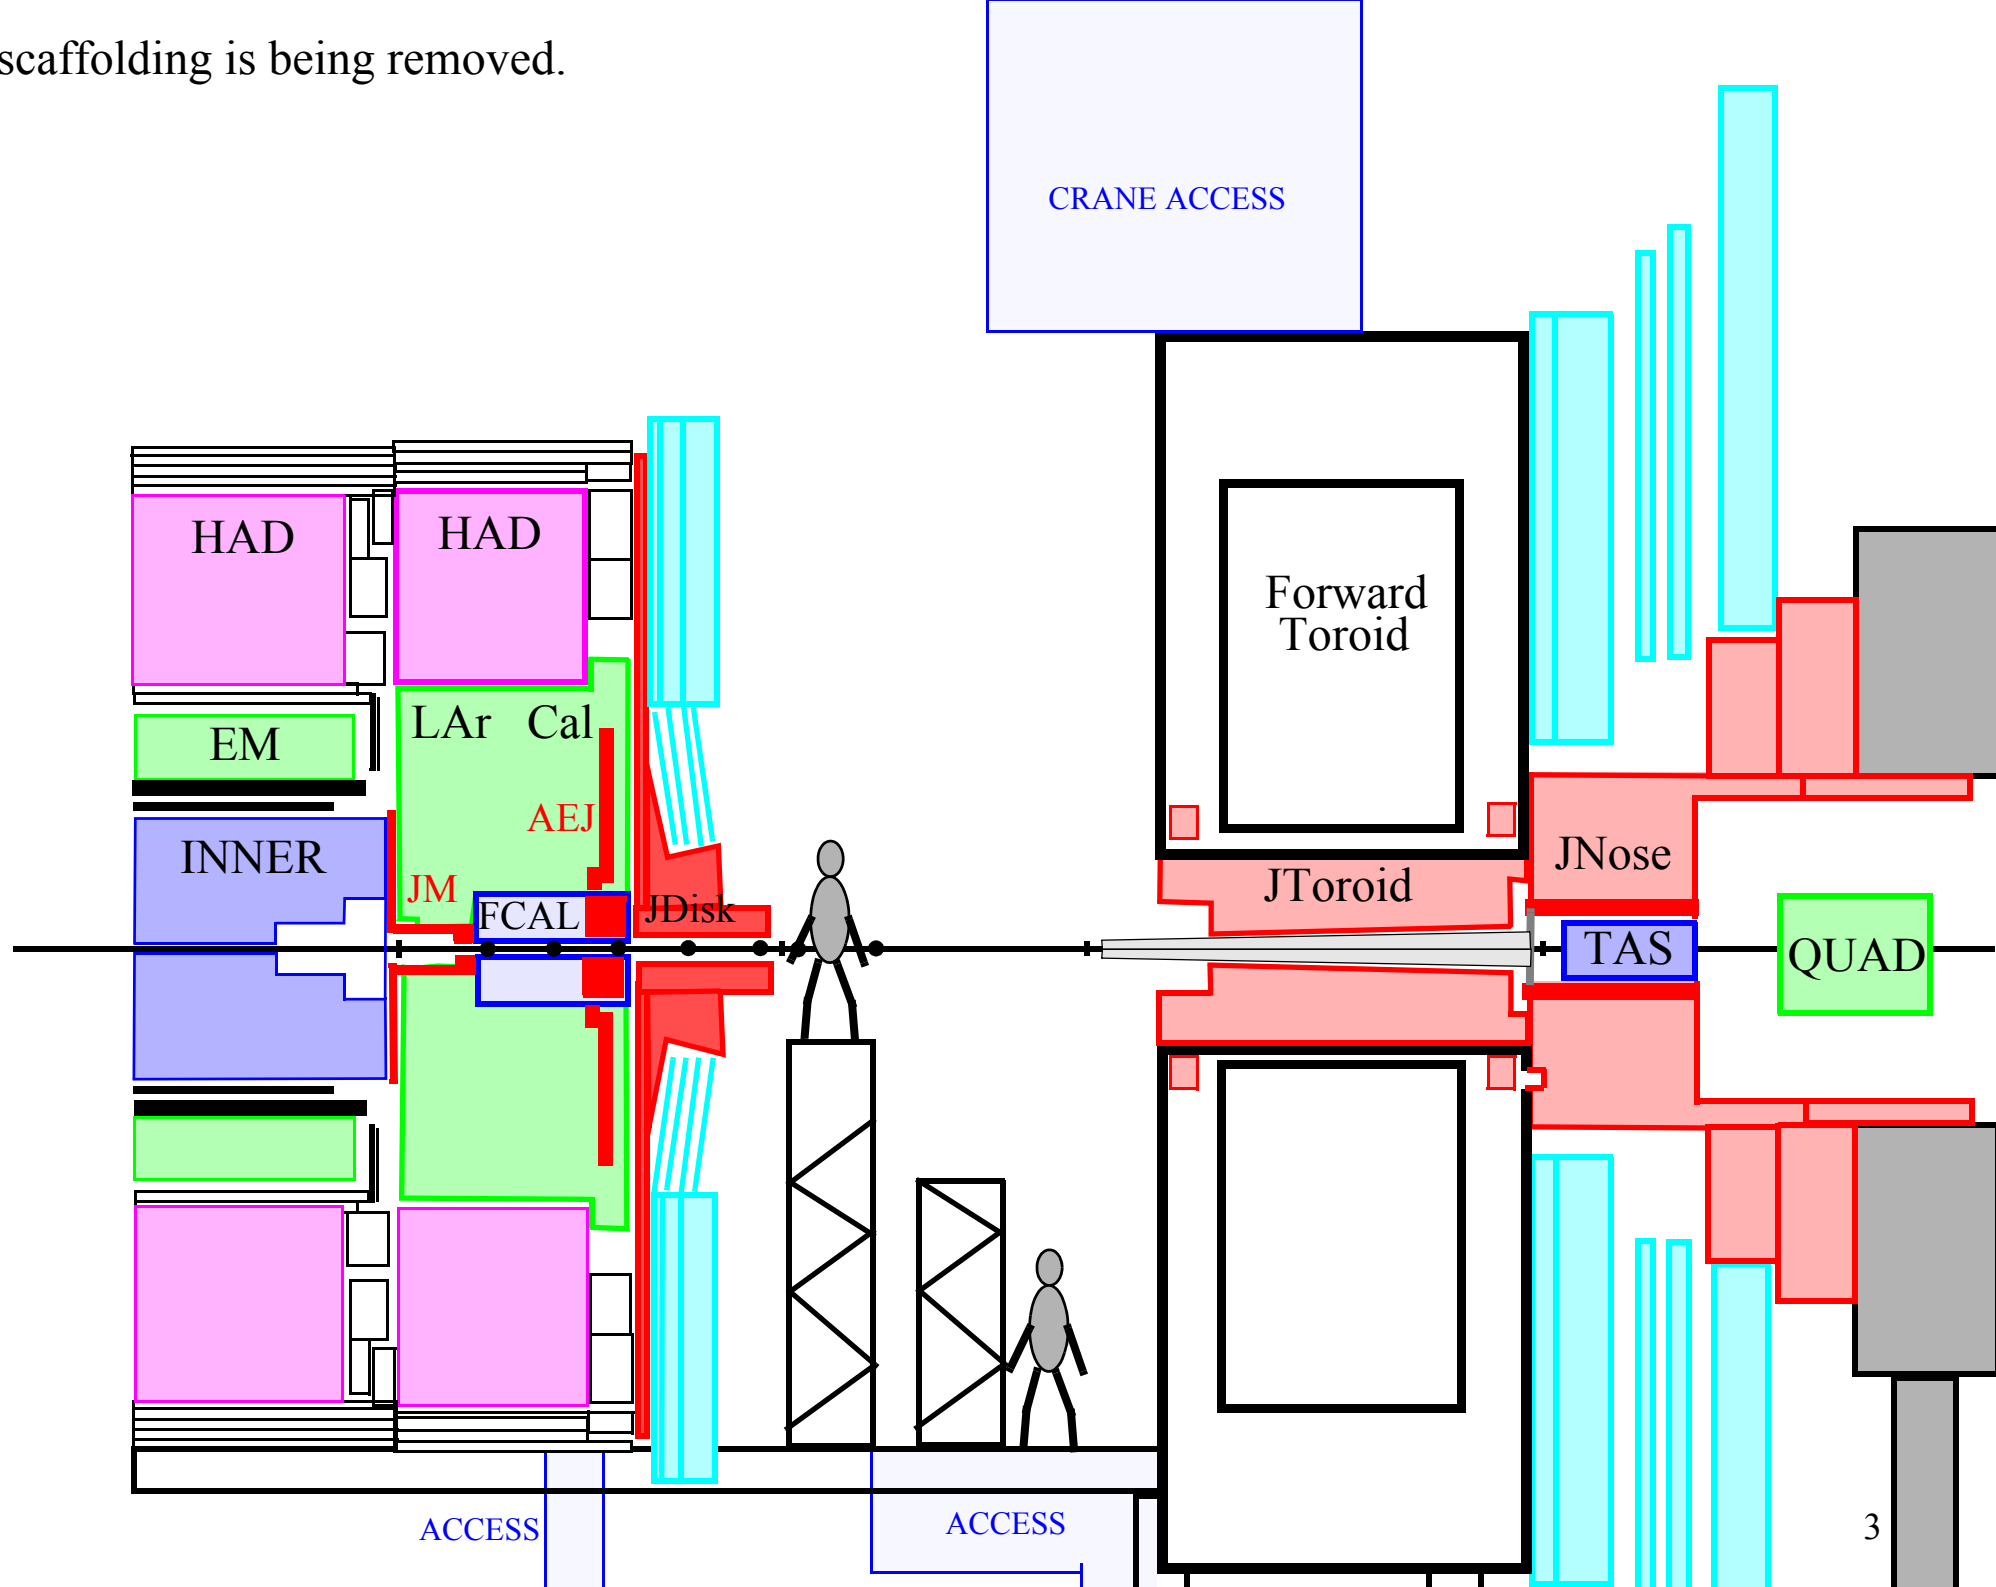 scaffolding is being removed.
CRANE ACCESS
HAD
HAD
Forward
Toroid
LAr Cal
EM
AEJ
INNER
JM
FCAL
JDisk
JToroid
JNose
TAS
QUAD
ACCESS
ACCESS
3